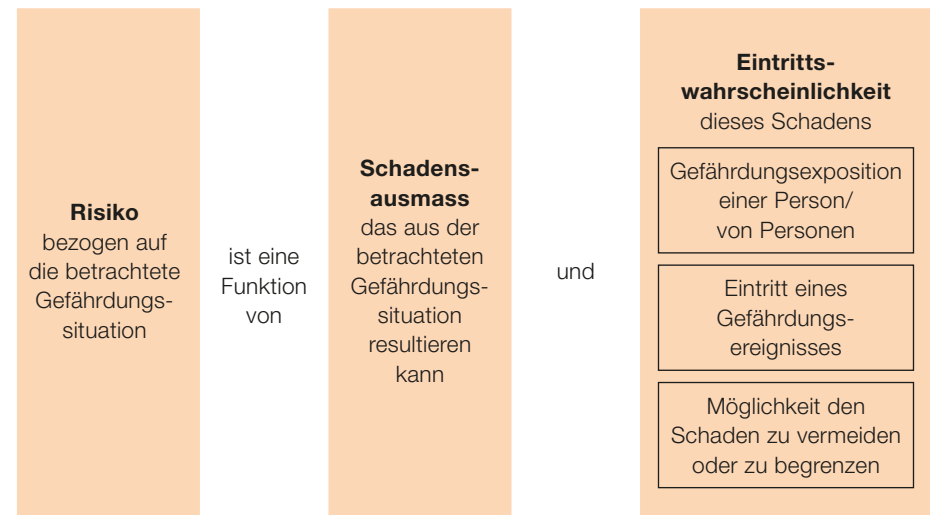 Risiko
bezogen auf
die betrachtete
Gefährdungs-
situation
ist eine
Funktion
von
Schadens-
ausmass
das aus der
betrachteten
Gefährdungs-
situation
resultieren
kann
und
Eintritts-
wahrscheinlichkeit
dieses Schadens
Gefährdungsexposition
einer Person/
von Personen
Eintritt eines
Gefährdungs-
ereignisses
Möglichkeit den
Schaden zu vermeiden
oder zu begrenzen